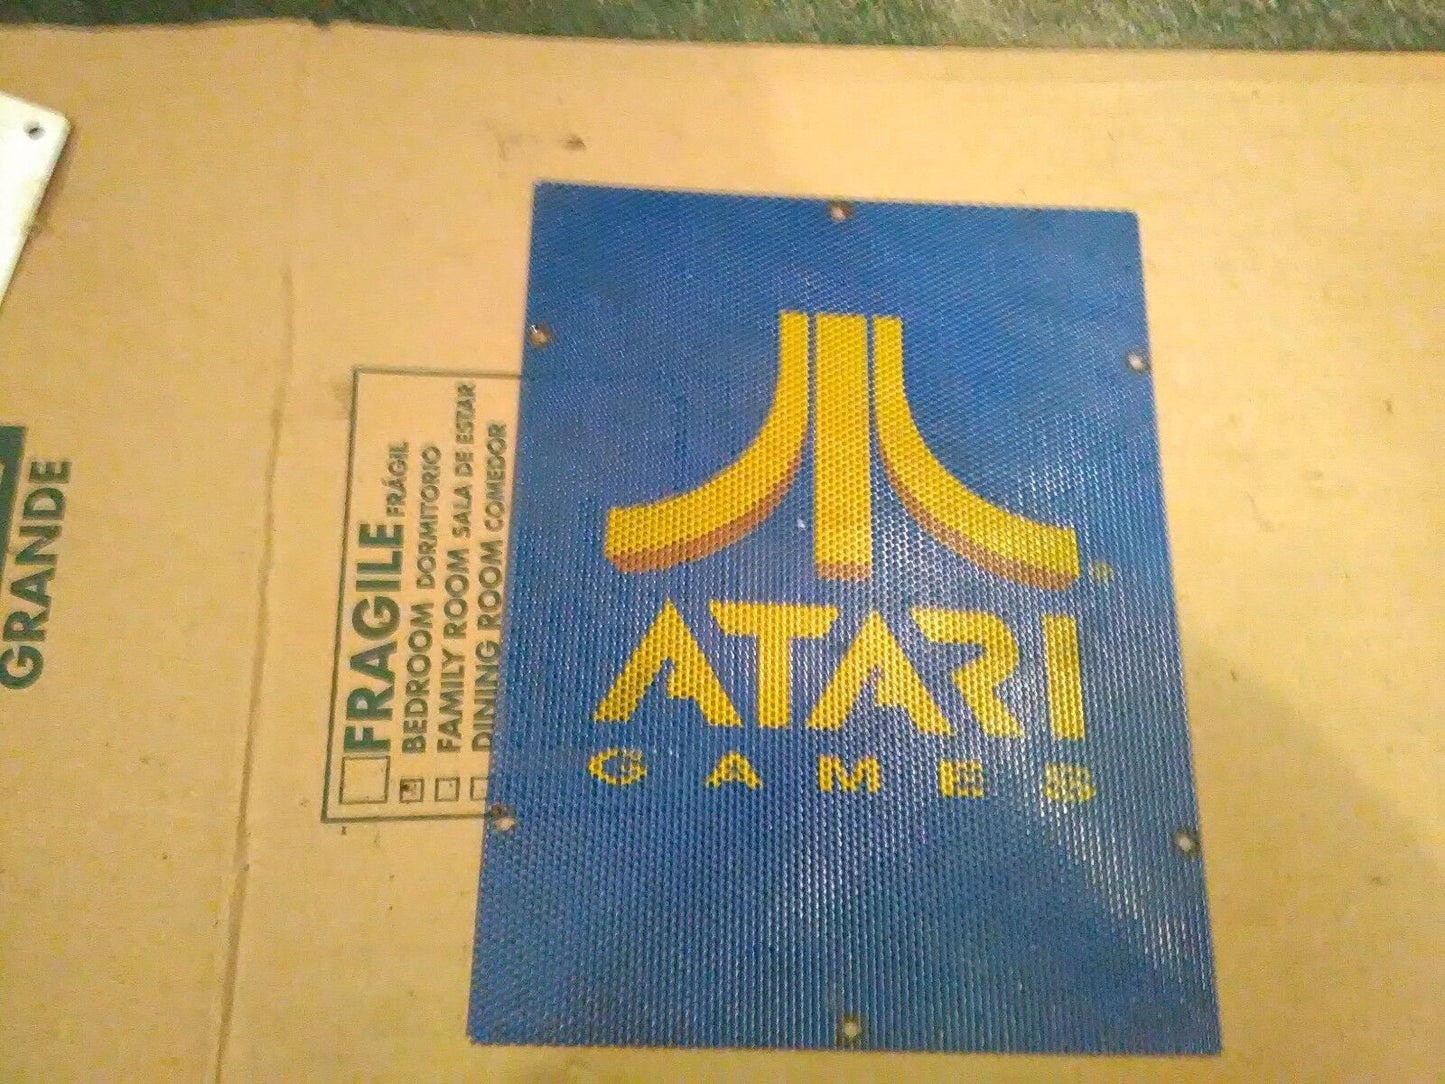 GRANDE
FRAGILE FRÁGIL
BEDROOM DORMITORIO
FAMILY ROOM SALA DE ESTAR
DINING ROOM COMEDOR
ATARI®
GAMES